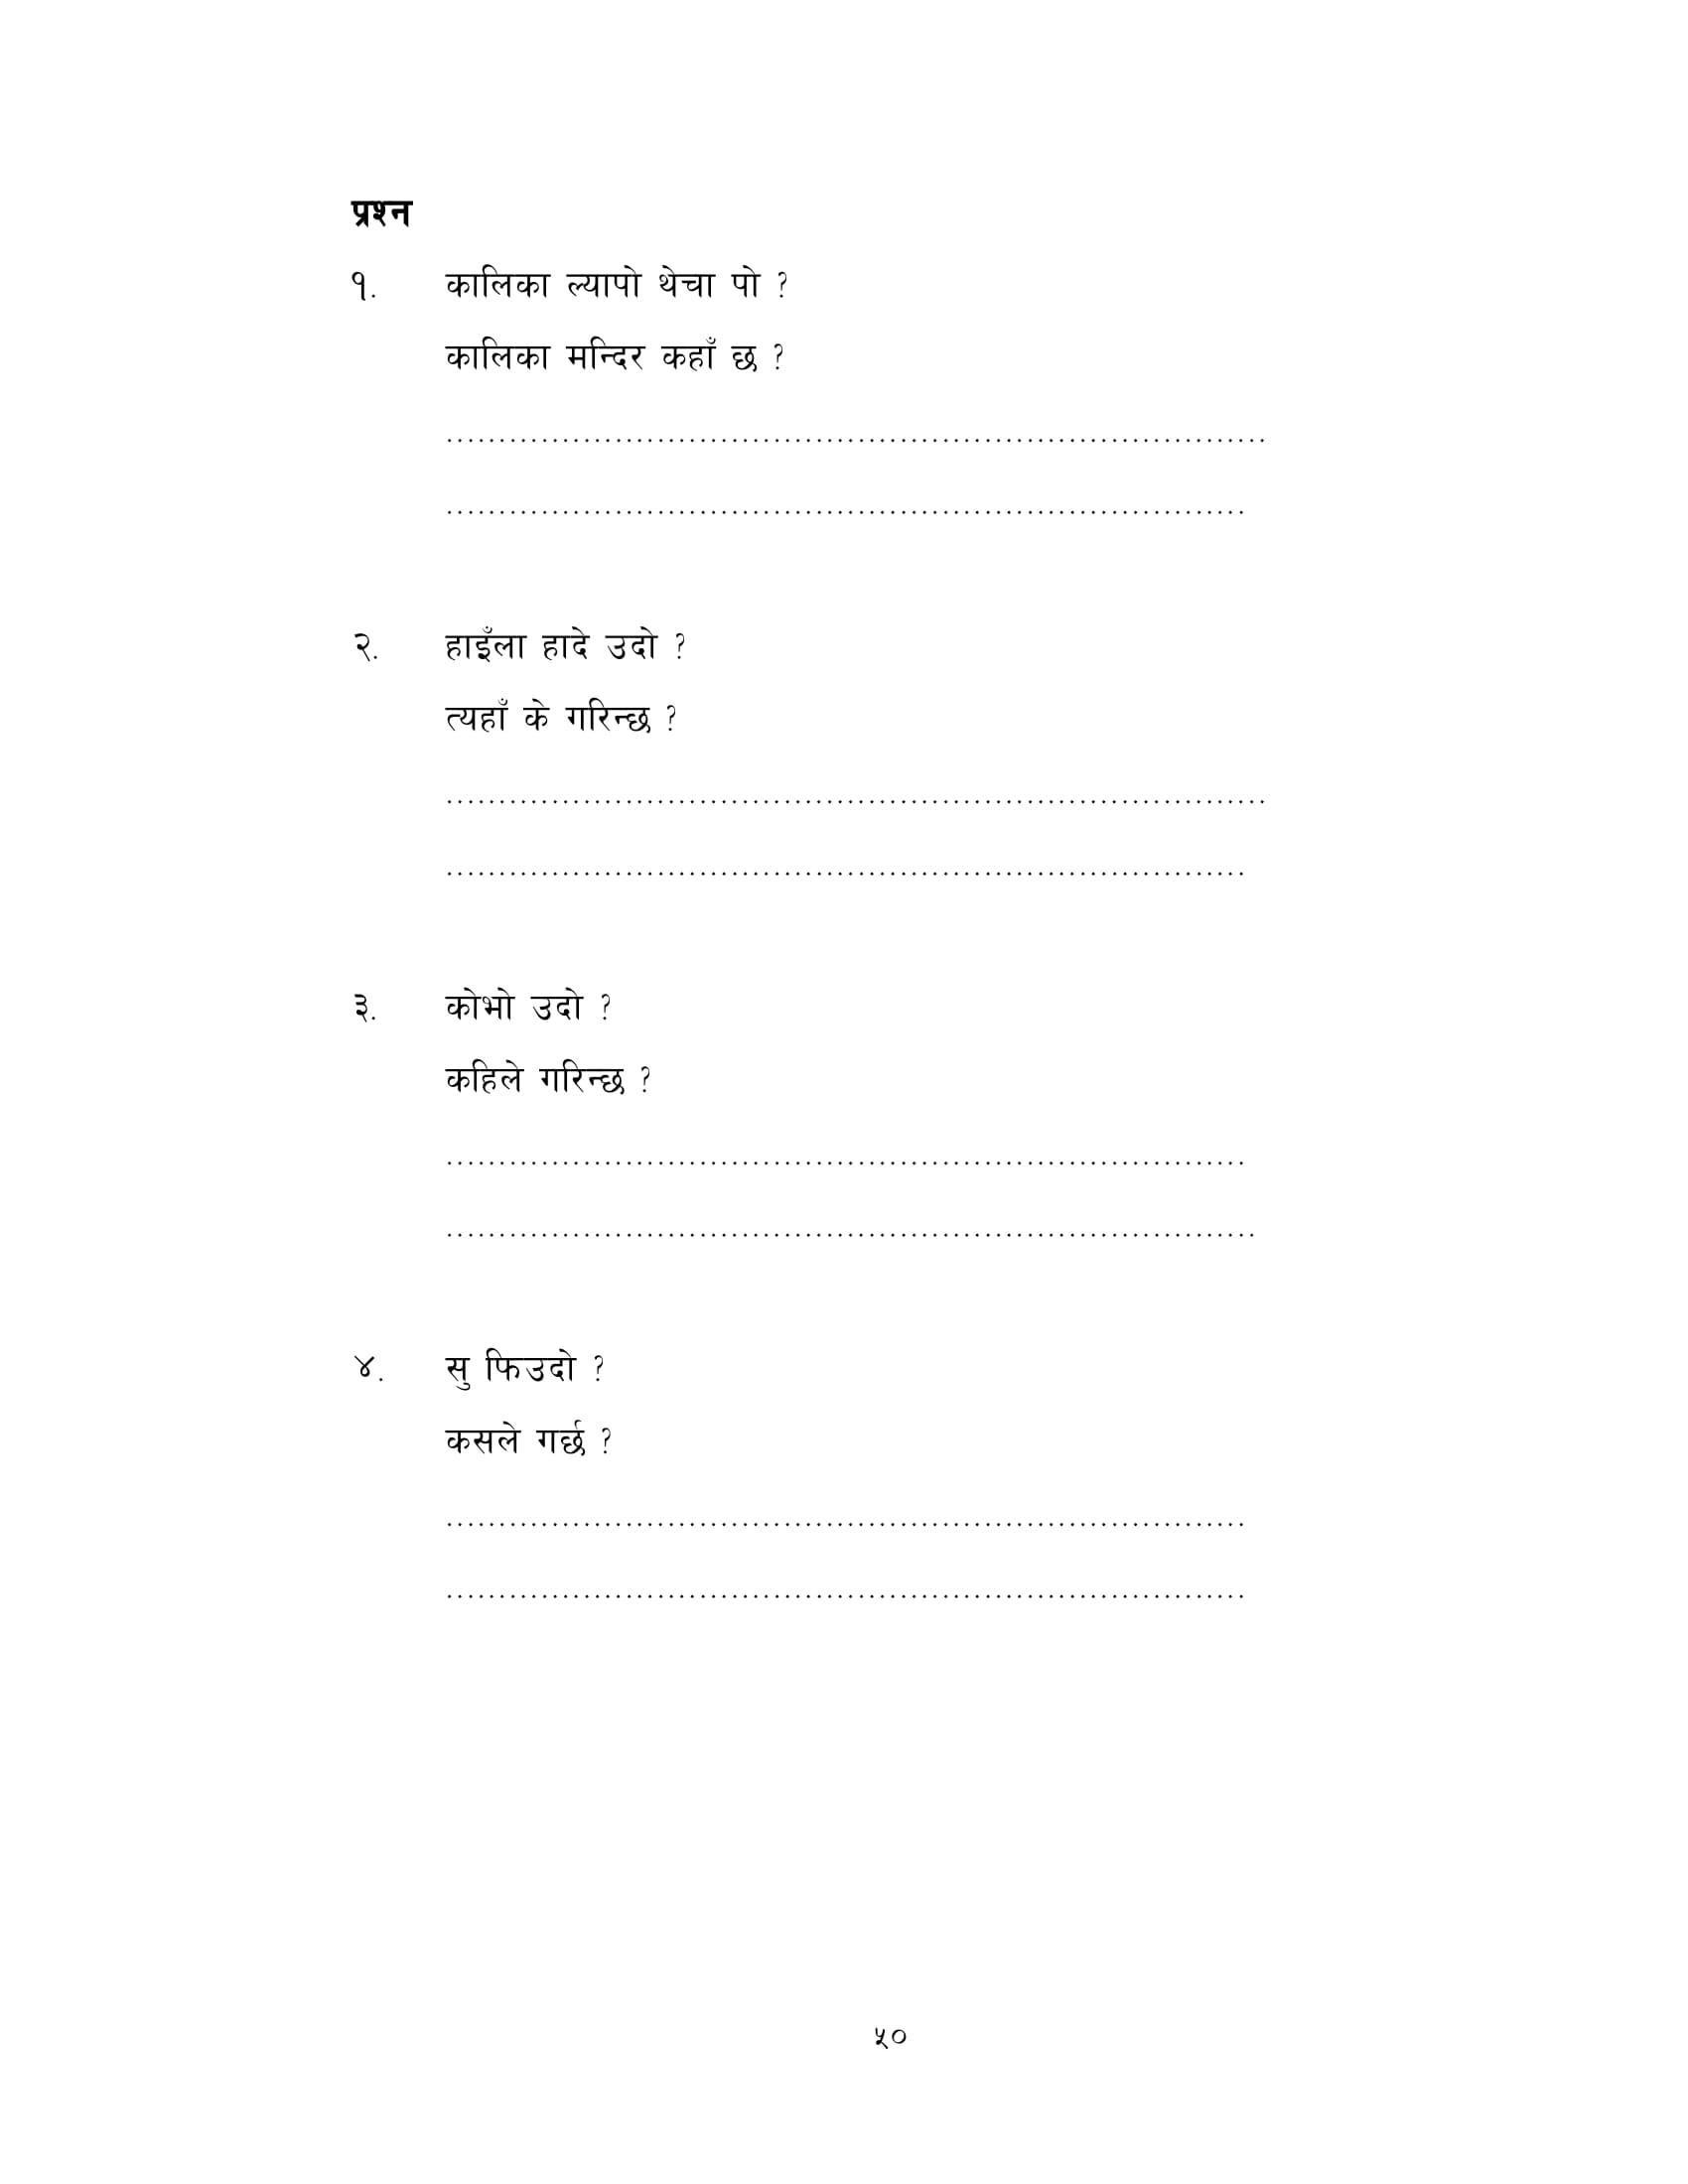 प्रश्न
१. कालिका ल्यापो थेचा पो ?
कालिका मन्दिर कहाँ छ ?
..............................................................................
............................................................................
२. हाइँला हादे उदो ?
त्यहाँ के गरिन्छ ?
..............................................................................
............................................................................
३. कोभो उदो ?
कहिले गरिन्छ ?
............................................................................
.............................................................................
४. सु फिउदो ?
कसले गर्छ ?
............................................................................
............................................................................
५०